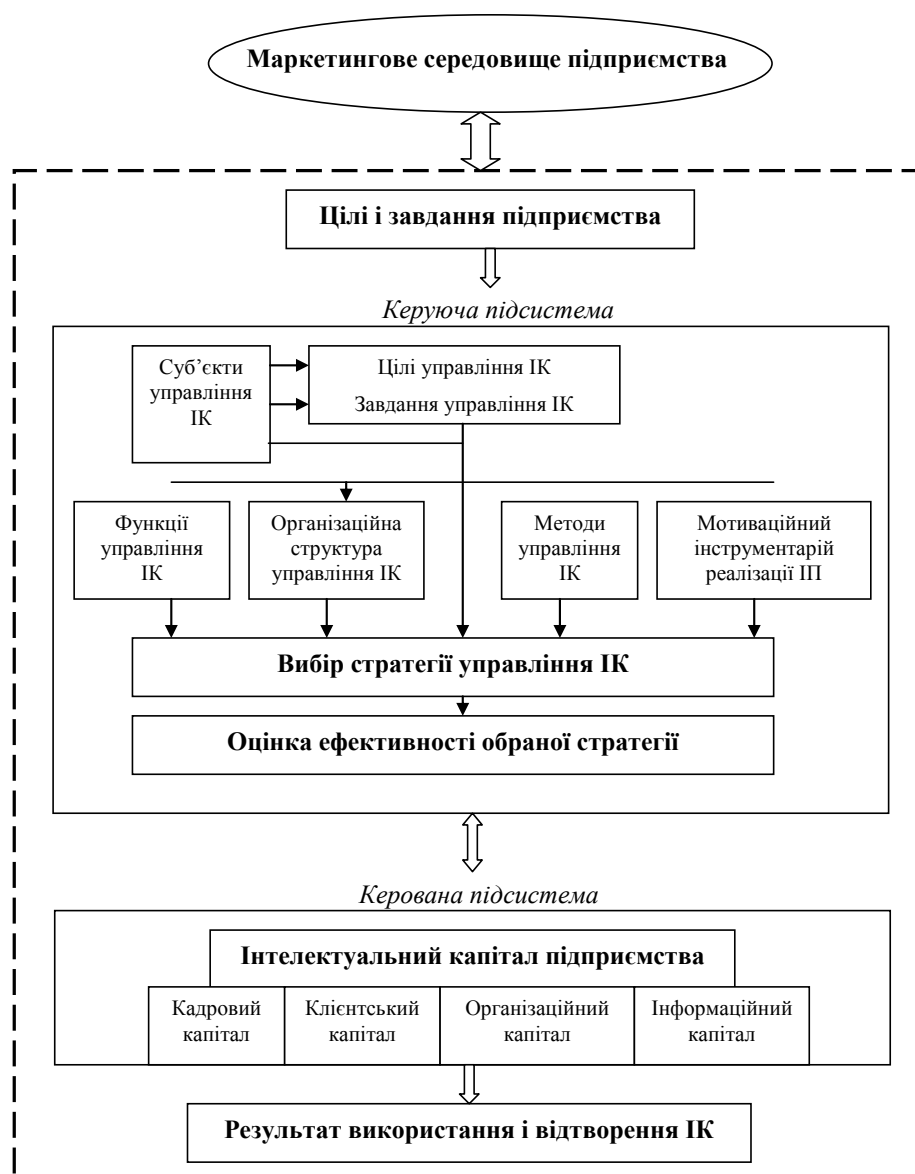 Маркетингове середовище підприємства
Цілі і завдання підприємства
Керуюча підсистема
Суб’єкти
управління
ІК
Цілі управління ІК
Завдання управління ІК
Функції
управління
ІК
Організаційна
структура
управління ІК
Методи
управління
ІК
Мотиваційний
інструментарій
реалізації ІП
Вибір стратегії управління ІК
Оцінка ефективності обраної стратегії
Керована підсистема
Інтелектуальний капітал підприємства
Кадровий
капітал
Клієнтський
капітал
Організаційний
капітал
Інформаційний
капітал
Результат використання і відтворення ІК